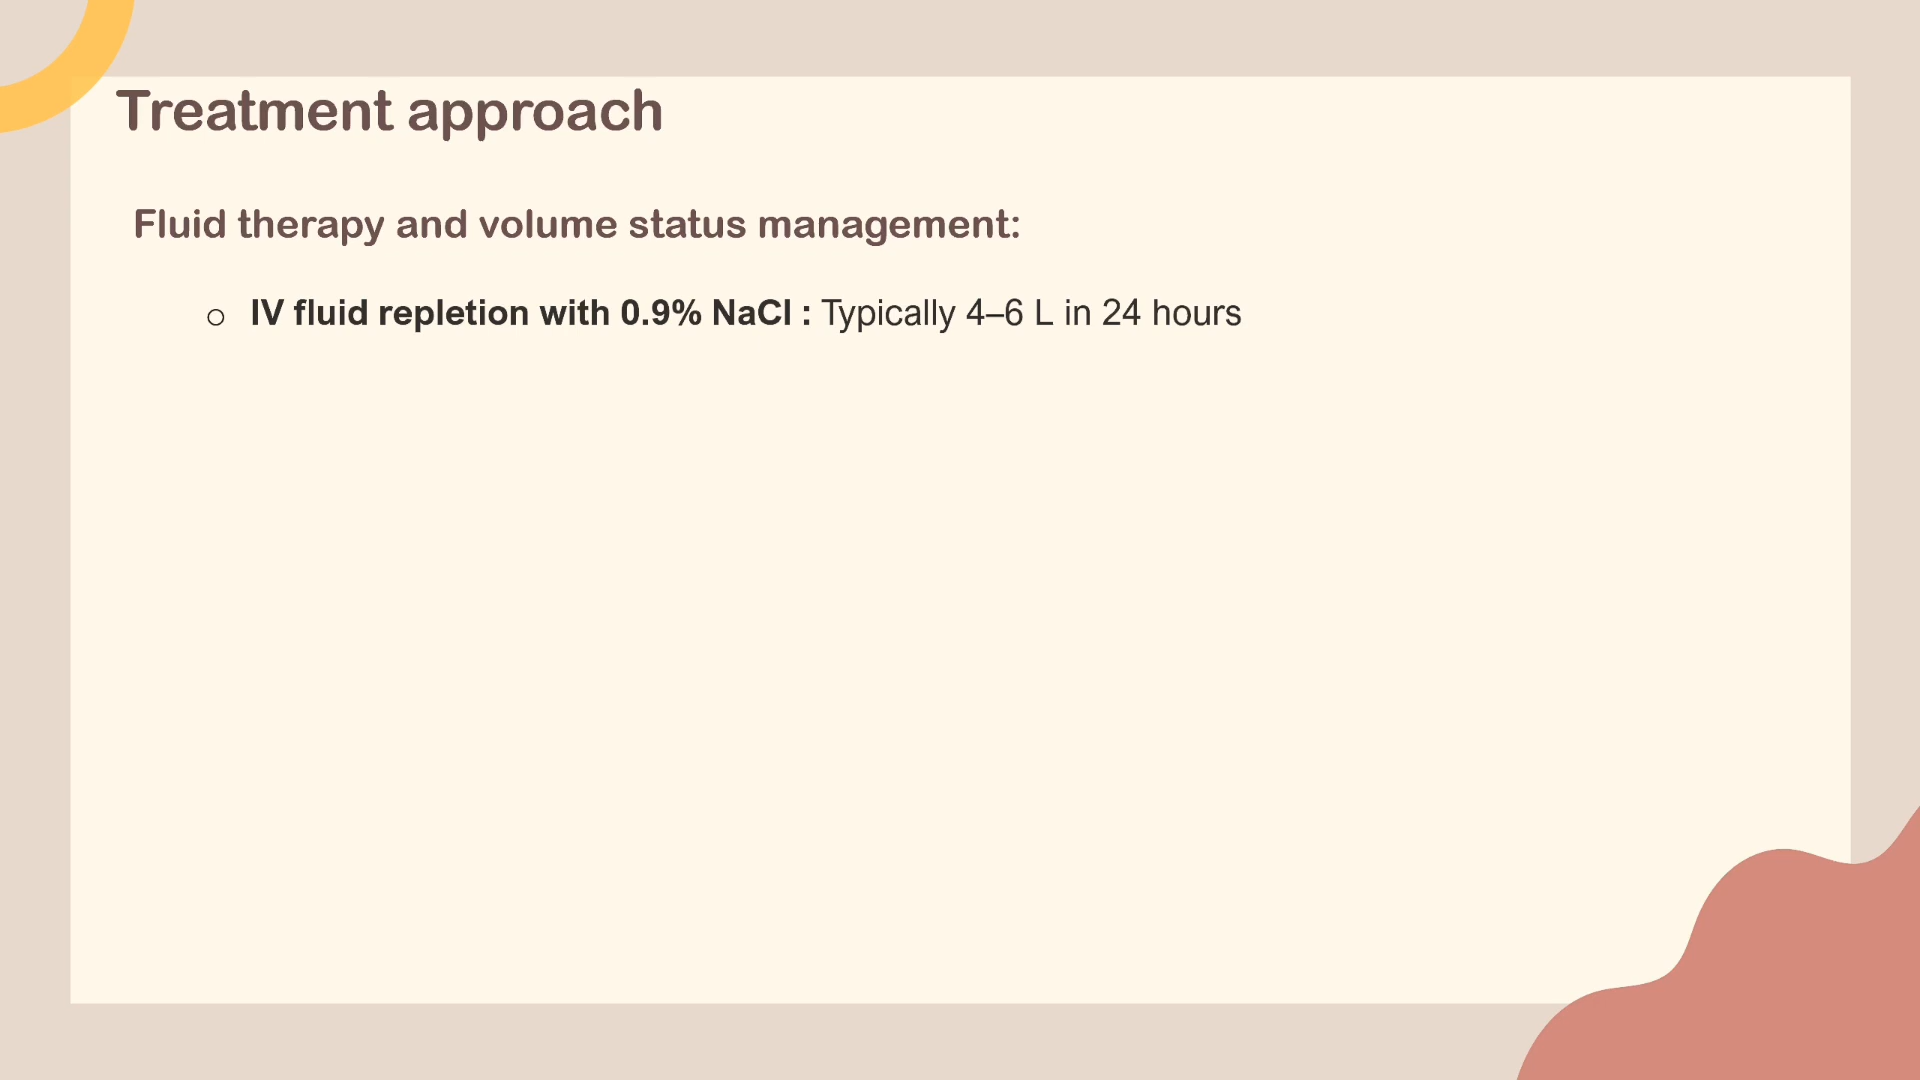 Treatment approach
Fluid therapy and volume status management:
○ IV fluid repletion with 0.9% NaCl : Typically 4–6 L in 24 hours